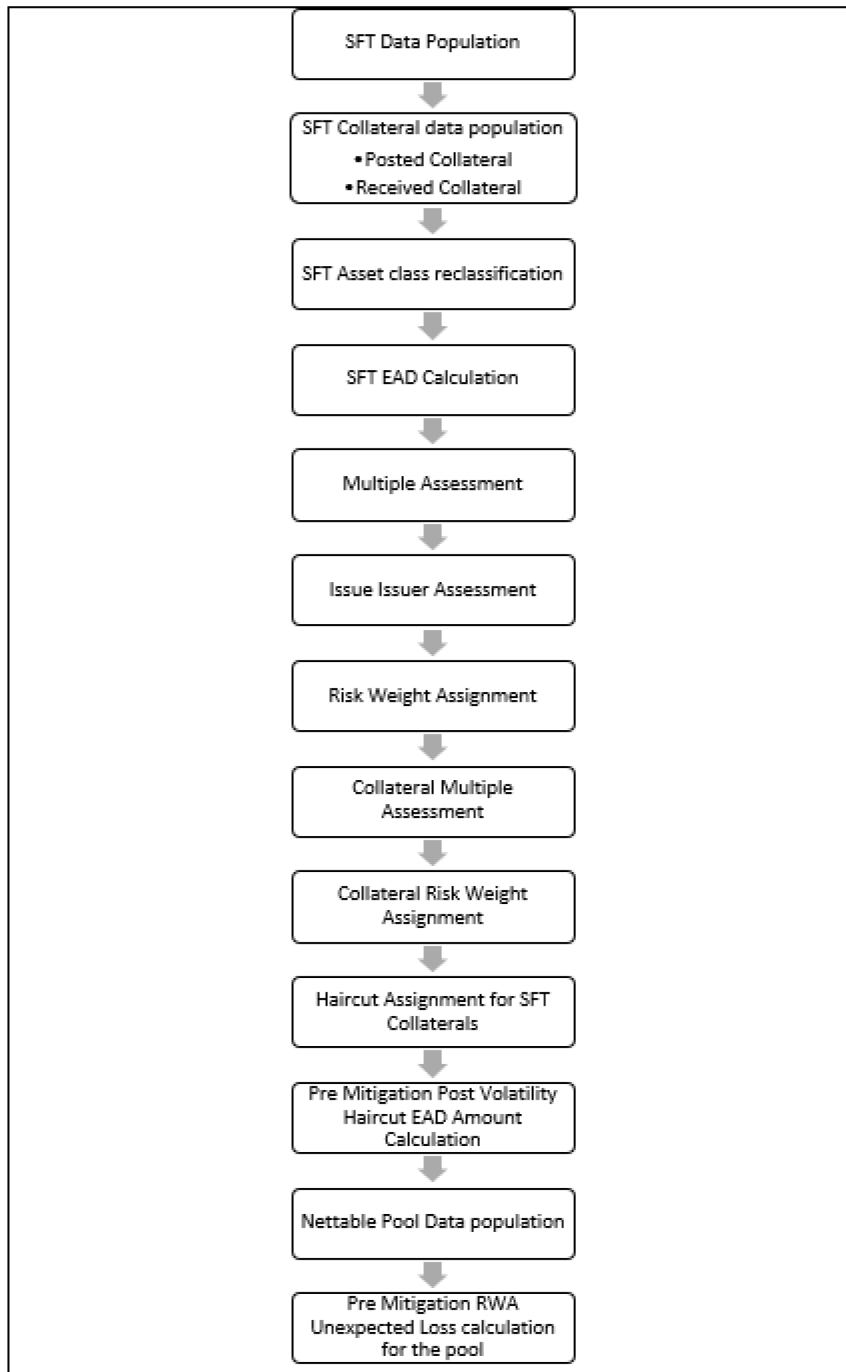 SFT Data Population
SFT Collateral data population
•Posted Collateral
•Received Collateral
SFT Asset class reclassification
SFT EAD Calculation
Multiple Assessment
Issue Issuer Assessment
Risk Weight Assignment
Collateral Multiple
Assessment
Collateral Risk Weight
Assignment
Haircut Assignment for SFT
Collaterals
Pre Mitigation Post Volatility
Haircut EAD Amount
Calculation
Nettable Pool Data population
Pre Mitigation RWA
Unexpected Loss calculation
for the pool